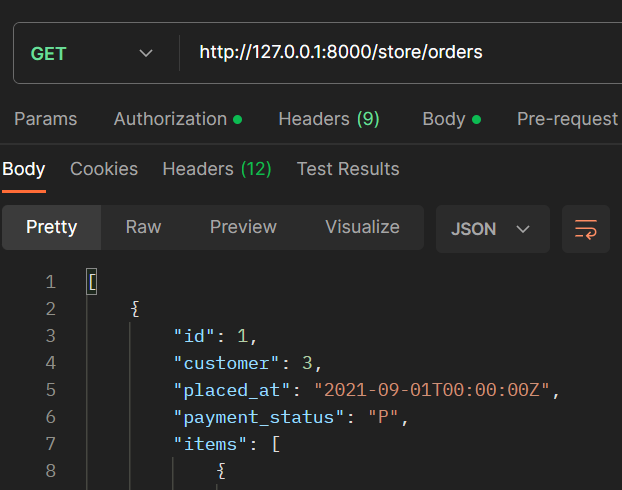 GET http://127.0.0.1:8000/store/orders
Params Authorization Headers (9) Body Pre-request
Body Cookies Headers (12) Test Results
Pretty Raw Preview Visualize JSON
1 [
2 {
3 "id": 1,
4 "customer": 3,
5 "placed_at": "2021-09-01T00:00:00Z",
6 "payment_status": "P",
7 "items": [
8 {